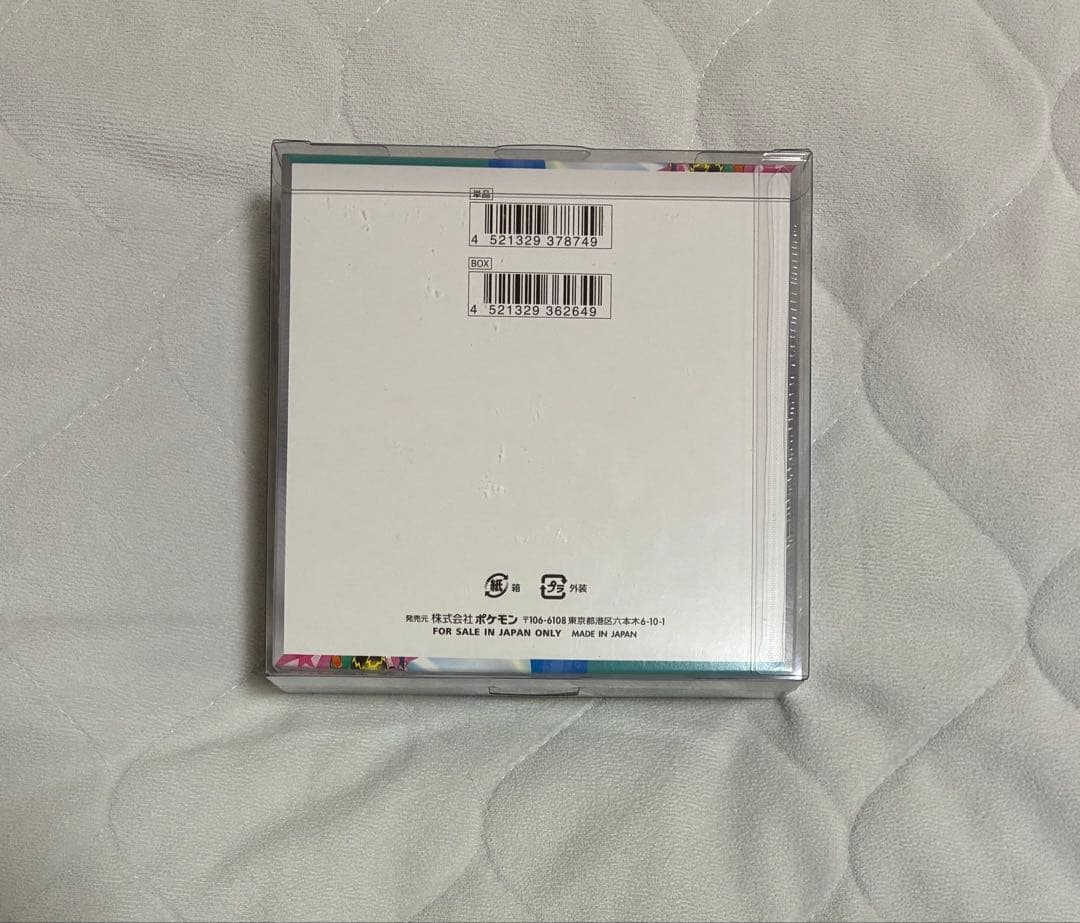 単品
4 521329 378749
BOX
4 521329 362649
紙 箱 プラ 外装
発売元 株式会社 ポケモン 〒106-6108 東京都港区六本木6-10-1
FOR SALE IN JAPAN ONLY MADE IN JAPAN